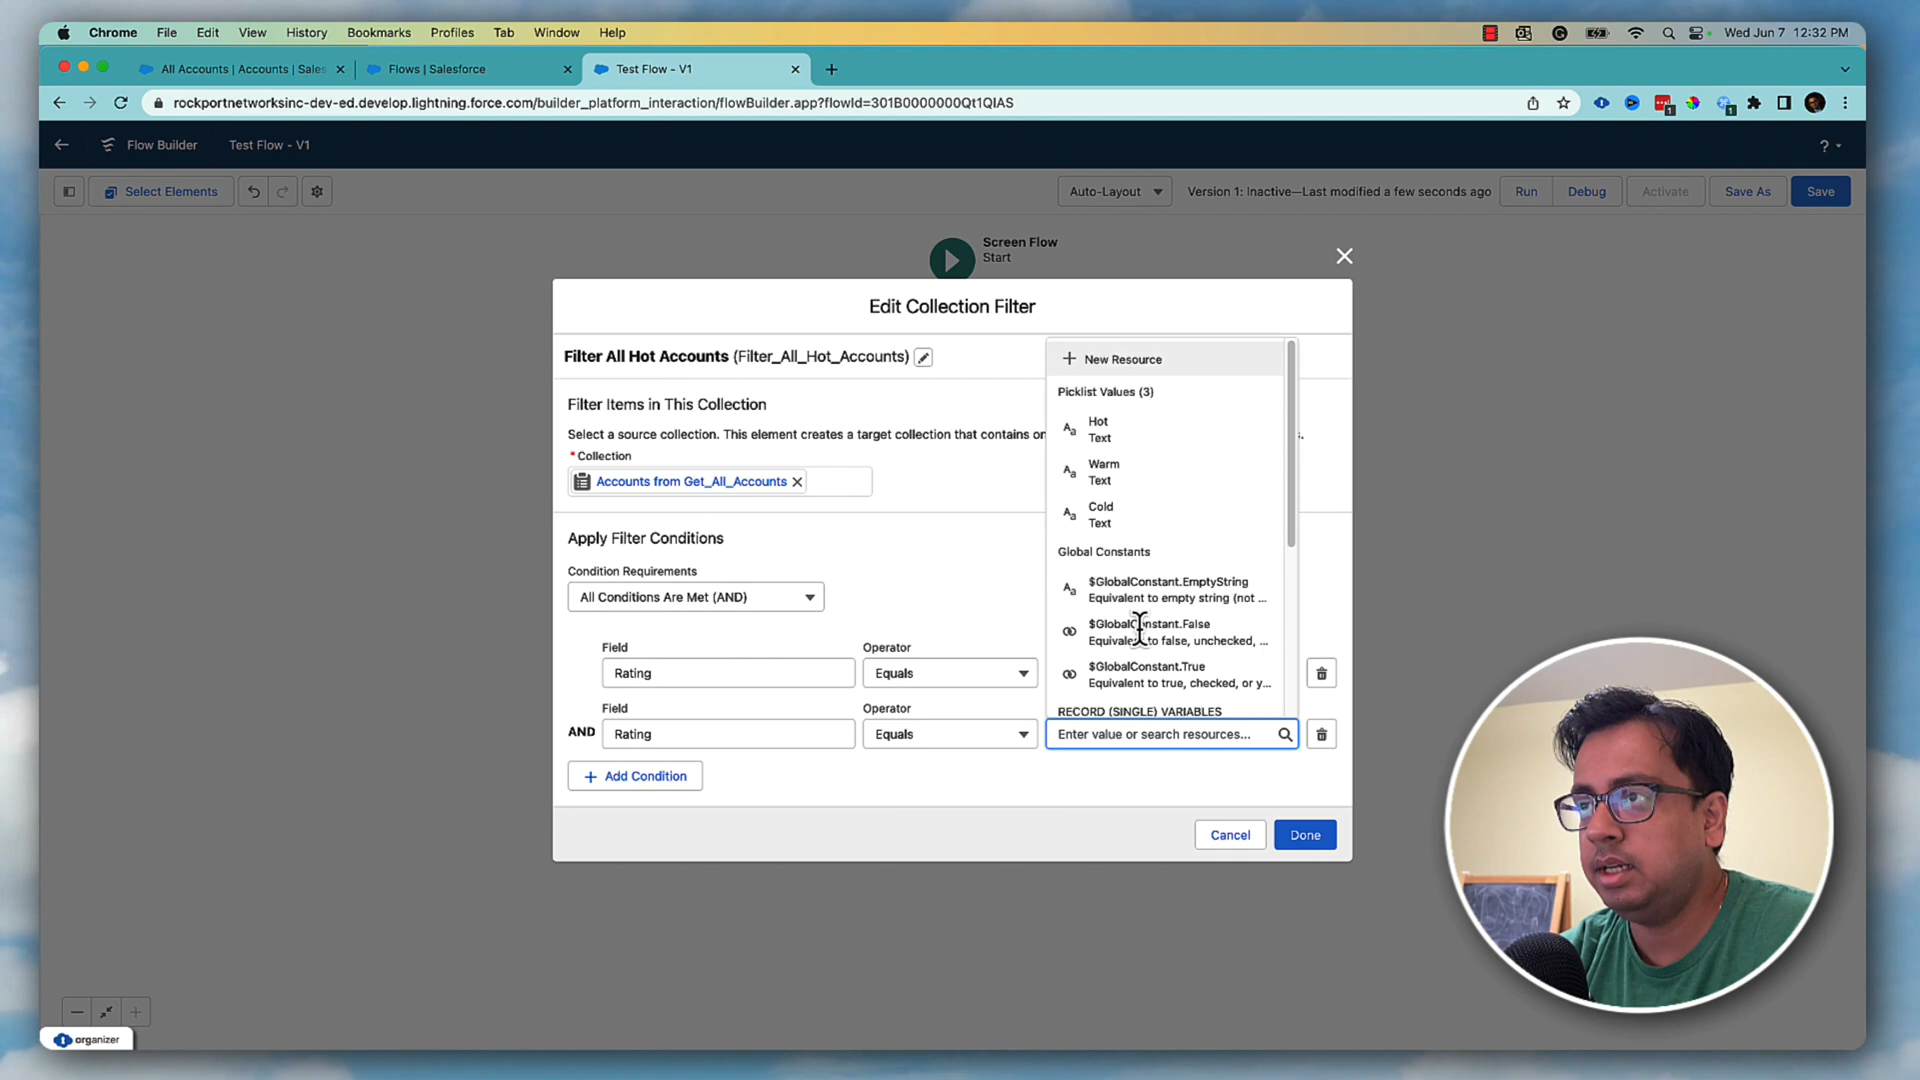 Chrome File Edit View History Bookmarks Profiles Tab Window Help Wed Jun 7 12:32 PM
All Accounts | Accounts | Sales Flows | Salesforce Test Flow - V1
rockportnetworksinc-dev-ed.develop.lightning.force.com/builder_platform_interaction/flowBuilder.app?flowId=301B0000000Qt1QIAS
Flow Builder Test Flow - V1 ?
Select Elements Auto-Layout Version 1: Inactive—Last modified a few seconds ago Run Debug Activate Save As Save
Screen Flow
Start
Edit Collection Filter
Filter All Hot Accounts (Filter_All_Hot_Accounts)
Filter Items in This Collection
Select a source collection. This element creates a target collection that contains
*Collection
Accounts from Get_All_Accounts
Apply Filter Conditions
Condition Requirements
All Conditions Are Met (AND)
Field Operator
Rating Equals
Field Operator
AND Rating Equals Enter value or search resources...
+ Add Condition
Cancel Done
+ New Resource
Picklist Values (3)
Hot
Text
Warm
Text
Cold
Text
Global Constants
$GlobalConstant.EmptyString
Equivalent to empty string (not ...
$GlobalConstant.False
Equivalent to false, unchecked, ...
$GlobalConstant.True
Equivalent to true, checked, or y...
RECORD (SINGLE) VARIABLES
organizer